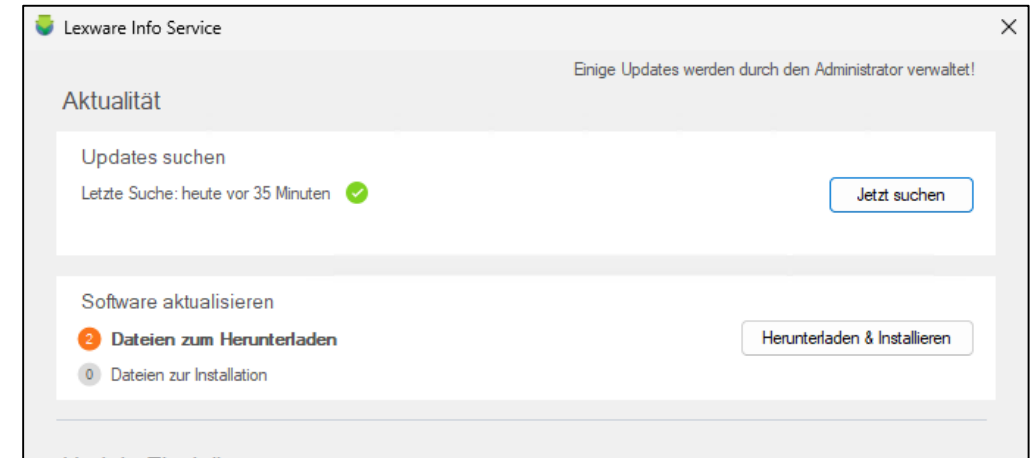 Lexware Info Service
Einige Updates werden durch den Administrator verwaltet!
Aktualität
Updates suchen
Letzte Suche: heute vor 35 Minuten
Jetzt suchen
Software aktualisieren
2 Dateien zum Herunterladen
Herunterladen & Installieren
0 Dateien zur Installation